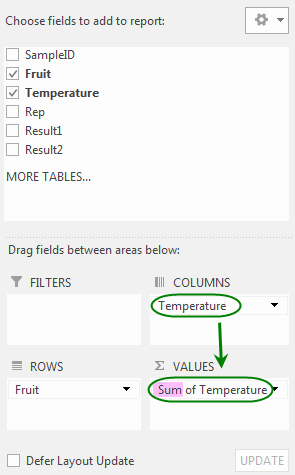 Choose fields to add to report:
SampleID
Fruit
Temperature
Rep
Result1
Result2
MORE TABLES...
Drag fields between areas below:
FILTERS
COLUMNS
Temperature
ROWS
Σ VALUES
Fruit
Sum of Temperature
Defer Layout Update
UPDATE